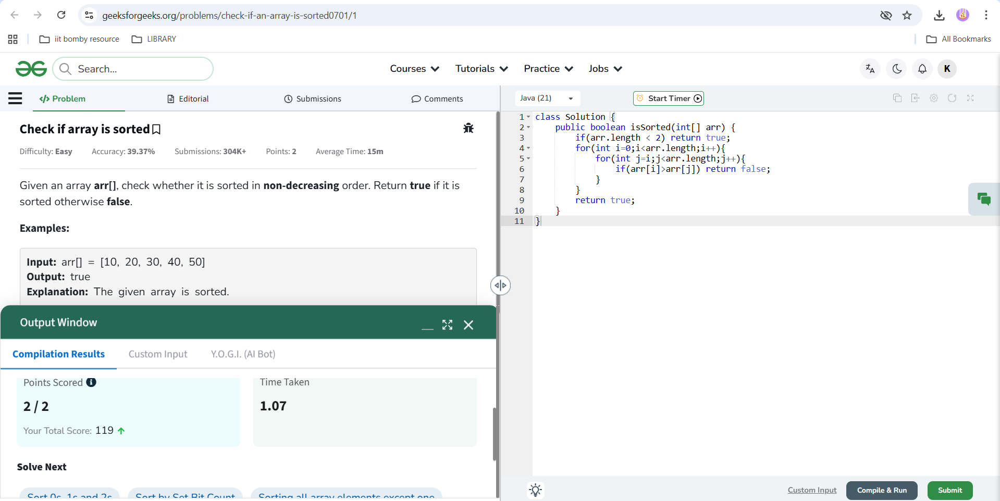 geeksforgeeks.org/problems/check-if-an-array-is-sorted0701/1
iit bomby resource
LIBRARY
All Bookmarks
Search...
Courses
Tutorials
Practice
Jobs
K
</> Problem
Editorial
Submissions
Comments
Check if array is sorted
Difficulty: Easy
Accuracy: 39.37%
Submissions: 304K+
Points: 2
Average Time: 15m
Given an array arr[], check whether it is sorted in non-decreasing order. Return true if it is
sorted otherwise false.
Examples:
Input: arr[] = [10, 20, 30, 40, 50]
Output: true
Explanation: The given array is sorted.
Output Window
Compilation Results
Custom Input
Y.O.G.I. (AI Bot)
Points Scored
2 / 2
Your Total Score: 119
Time Taken
1.07
Solve Next
Sort 0s, 1s and 2s
Sort by Set Bit Count
Sorting all array elements except one
Java (21)
Start Timer
1 class Solution {
2     public boolean isSorted(int[] arr) {
3         if(arr.length < 2) return true;
4         for(int i=0;i<arr.length;i++){
5             for(int j=i;j<arr.length;j++){
6                 if(arr[i]>arr[j]) return false;
7             }
8         }
9         return true;
10     }
11 }
Custom Input
Compile & Run
Submit